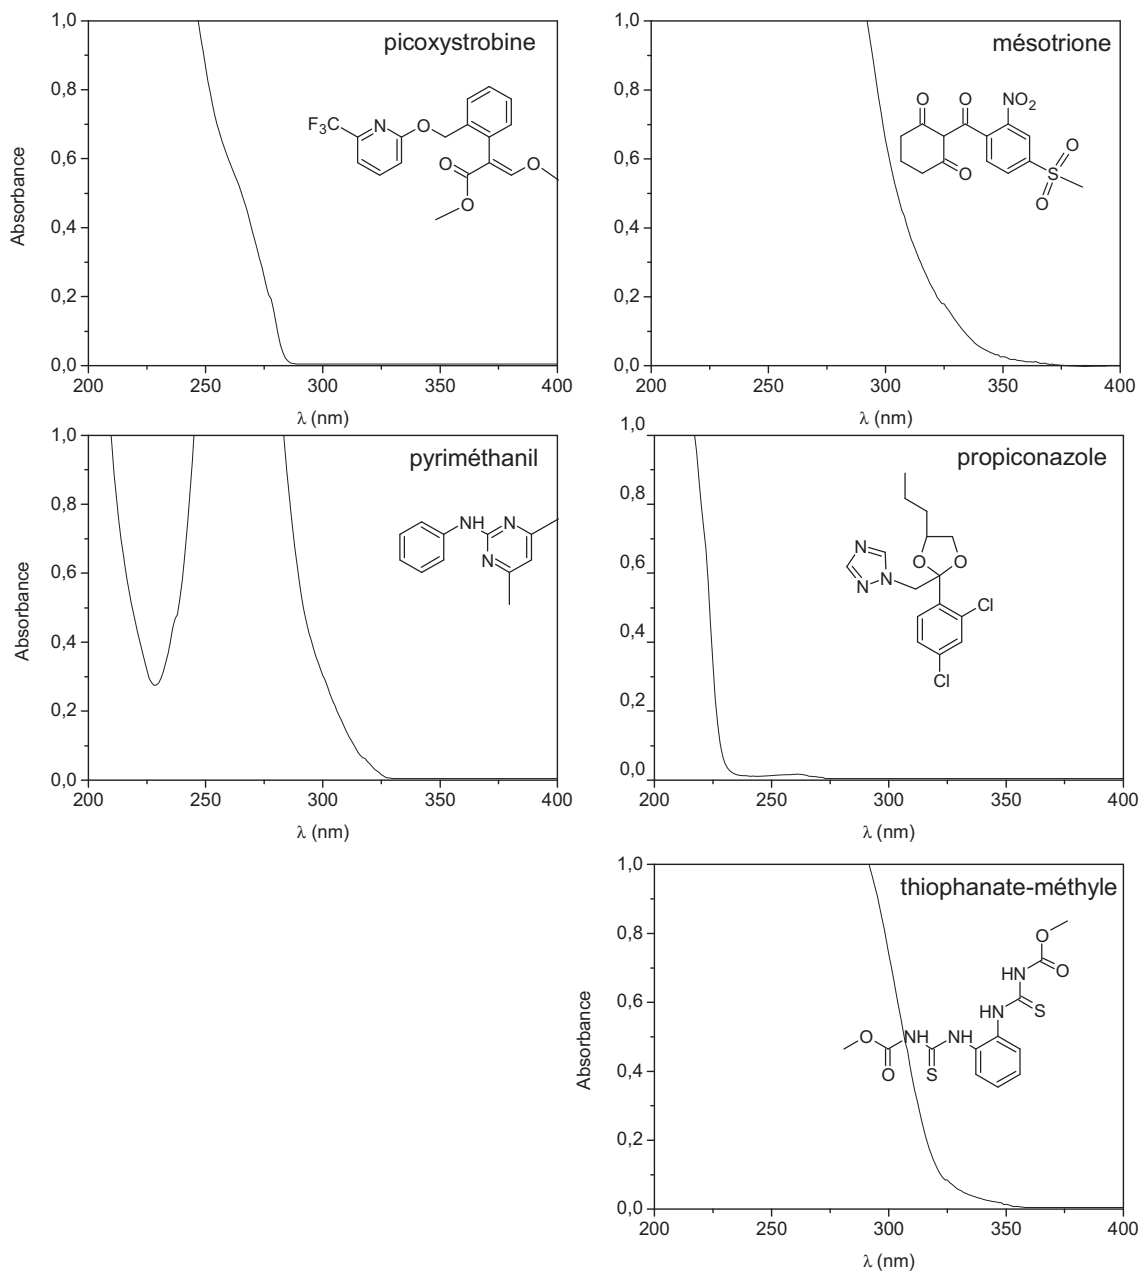 picoxystrobine
Absorbance
1,0
0,8
0,6
0,4
0,2
0,0
200 250 300 350 400
λ (nm)
F3C
N
O
O
O
O
mésotrione
1,0
0,8
0,6
0,4
0,2
0,0
200 250 300 350 400
λ (nm)
O
O
NO2
O
S
O
O
pyriméthanil
Absorbance
1,0
0,8
0,6
0,4
0,2
0,0
200 250 300 350 400
λ (nm)
NH
N
N
propiconazole
1,0
0,8
0,6
0,4
0,2
0,0
200 250 300 350 400
λ (nm)
N
N
N
O
O
Cl
Cl
thiophanate-méthyle
Absorbance
1,0
0,8
0,6
0,4
0,2
0,0
200 250 300 350 400
λ (nm)
O
HN
O
HN
S
O
NH
NH
O
S